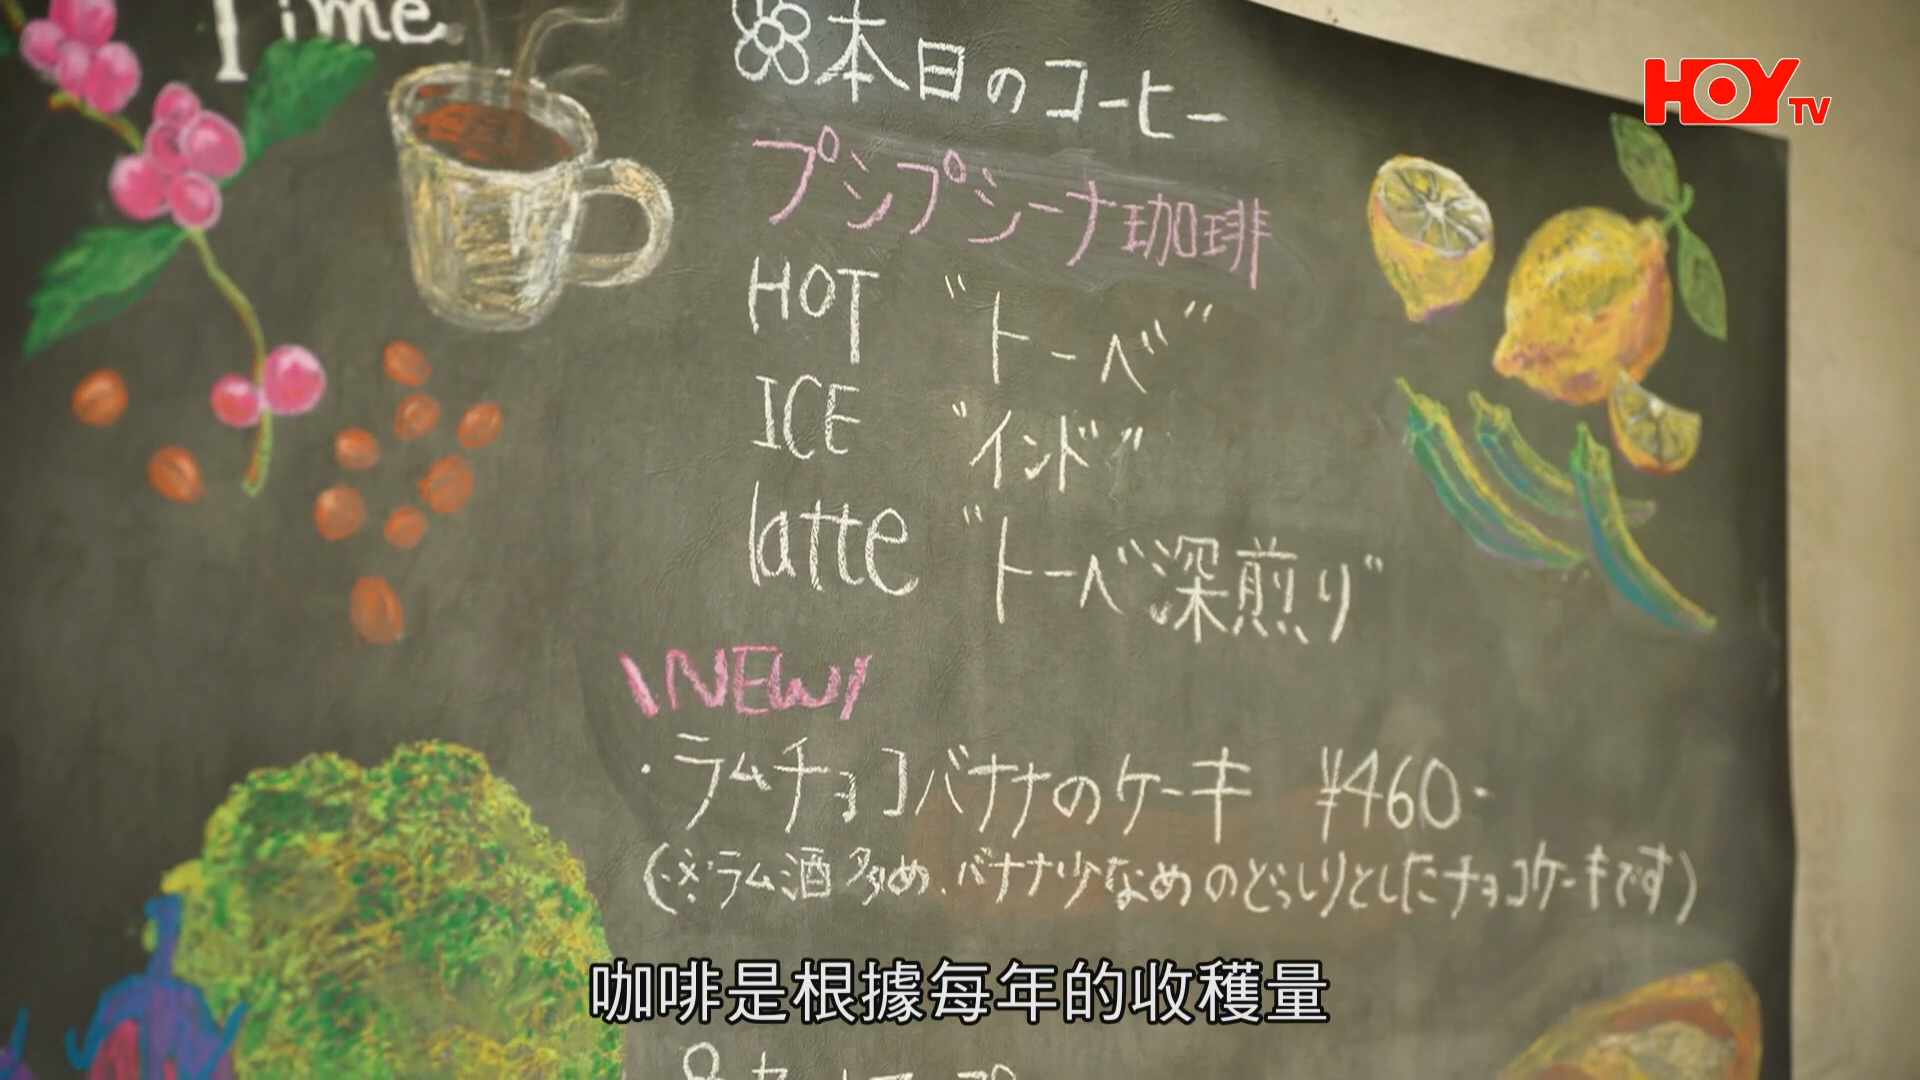 Time
本日のコーヒー
HOY TV
プシプシーナ珈琲
HOT "トーベ"
ICE "インド"
latte "トーベ深煎り"
\NEW/
・ラムチョコバナナのケーキ ¥460-
(※ラム酒多め、バナナ少なめのどっしりとしたチョコケーキです)
咖啡是根據每年的收穫量